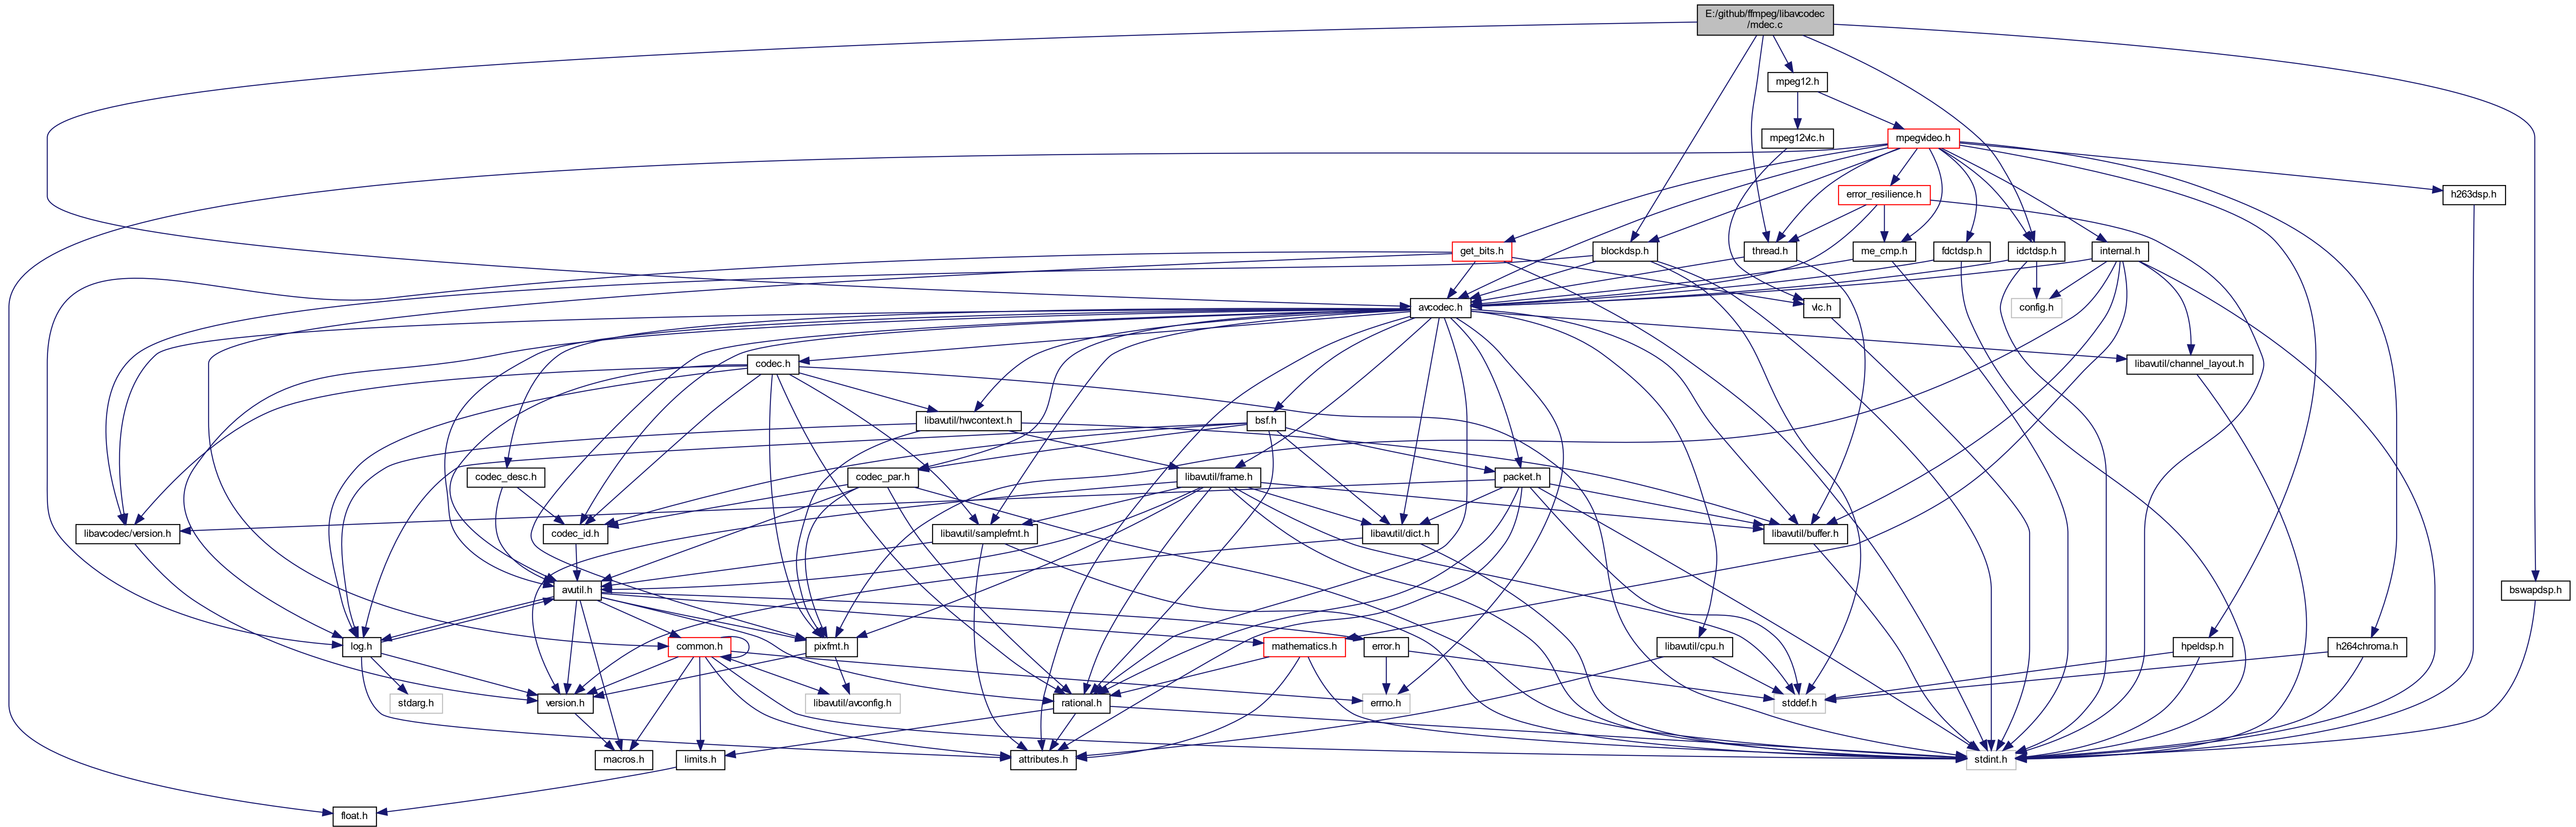 E:/github/ffmpeg/libavcodec
/mdec.c
mpeg12.h
mpeg12vlc.h
mpegvideo.h
error_resilience.h
h263dsp.h
get_bits.h
blockdsp.h
thread.h
me_cmp.h
fdctdsp.h
idctdsp.h
internal.h
avcodec.h
vlc.h
config.h
codec.h
libavutil/channel_layout.h
libavutil/hwcontext.h
bsf.h
codec_desc.h
codec_par.h
libavutil/frame.h
packet.h
libavcodec/version.h
codec_id.h
libavutil/samplefmt.h
libavutil/dict.h
libavutil/buffer.h
avutil.h
bswapdsp.h
log.h
common.h
pixfmt.h
mathematics.h
error.h
libavutil/cpu.h
hpeldsp.h
h264chroma.h
stdarg.h
version.h
libavutil/avconfig.h
rational.h
errno.h
stddef.h
macros.h
limits.h
attributes.h
stdint.h
float.h